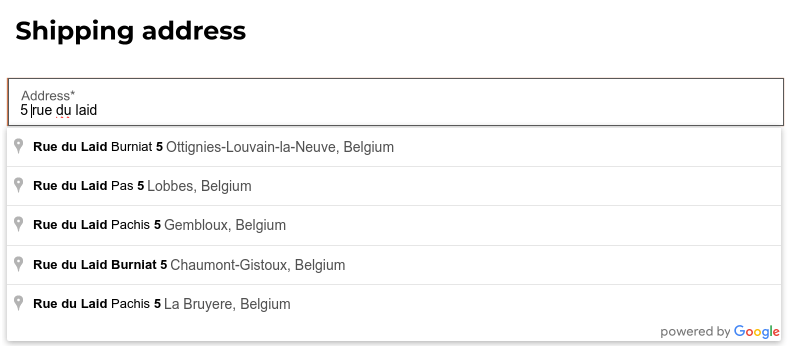 Shipping address
Address*
5 rue du laid
Rue du Laid Burniat 5 Ottignies-Louvain-la-Neuve, Belgium
Rue du Laid Pas 5 Lobbes, Belgium
Rue du Laid Pachis 5 Gembloux, Belgium
Rue du Laid Burniat 5 Chaumont-Gistoux, Belgium
Rue du Laid Pachis 5 La Bruyere, Belgium
powered by Google